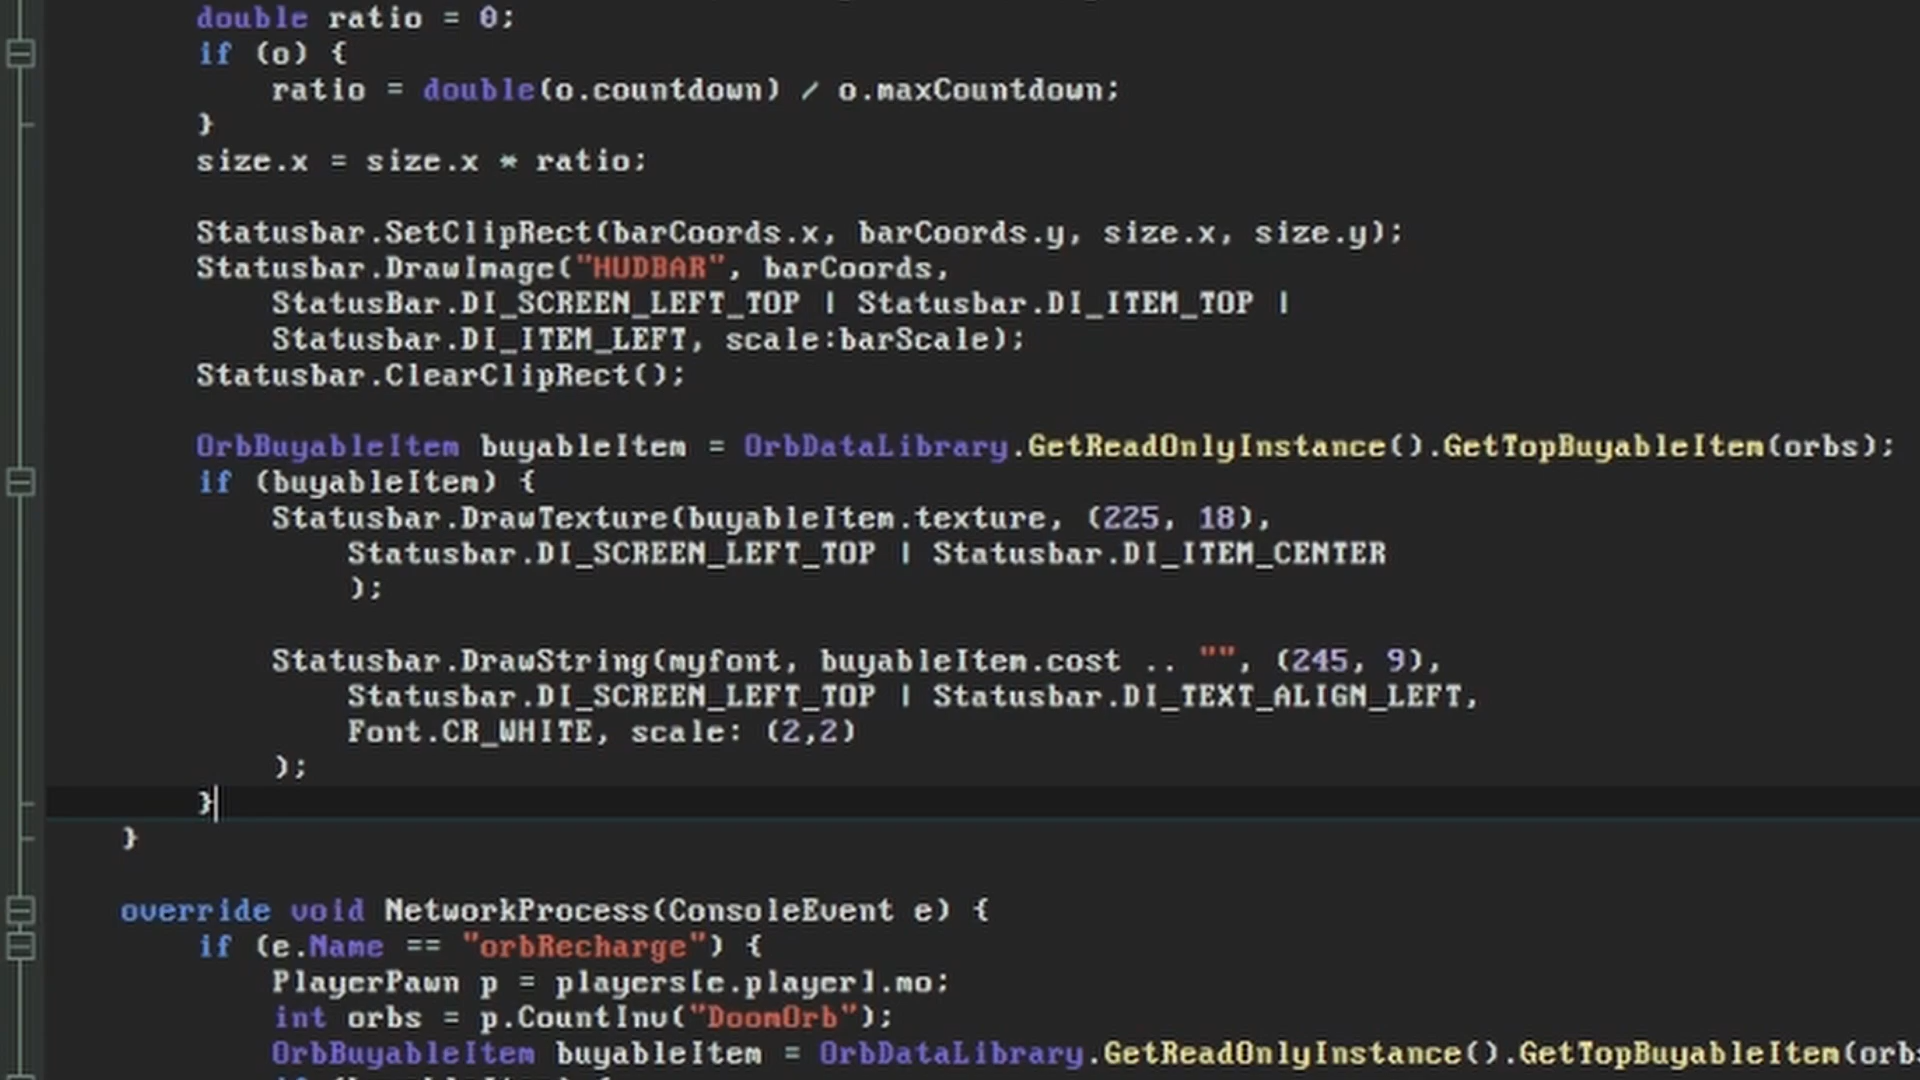 double ratio = 0;
if (o) {
ratio = double(o.countdown) / o.maxCountdown;
}
size.x = size.x * ratio;
Statusbar.SetClipRect(barCoords.x, barCoords.y, size.x, size.y);
Statusbar.DrawImage("HUDBAR", barCoords,
StatusBar.DI_SCREEN_LEFT_TOP | Statusbar.DI_ITEM_TOP |
Statusbar.DI_ITEM_LEFT, scale:barScale);
Statusbar.ClearClipRect();
OrbBuyableItem buyableItem = OrbDataLibrary.GetReadOnlyInstance().GetTopBuyableItem(orbs);
if (buyableItem) {
Statusbar.DrawTexture(buyableItem.texture, (225, 18),
Statusbar.DI_SCREEN_LEFT_TOP | Statusbar.DI_ITEM_CENTER
);
Statusbar.DrawString(myfont, buyableItem.cost .. "", (245, 9),
Statusbar.DI_SCREEN_LEFT_TOP | Statusbar.DI_TEXT_ALIGN_LEFT,
Font.CR_WHITE, scale: (2,2)
);
}
}
override void NetworkProcess(ConsoleEvent e) {
if (e.Name == "orbRecharge") {
PlayerPawn p = players[e.player].mo;
int orbs = p.CountInv("DoomOrb");
OrbBuyableItem buyableItem = OrbDataLibrary.GetReadOnlyInstance().GetTopBuyableItem(orbs